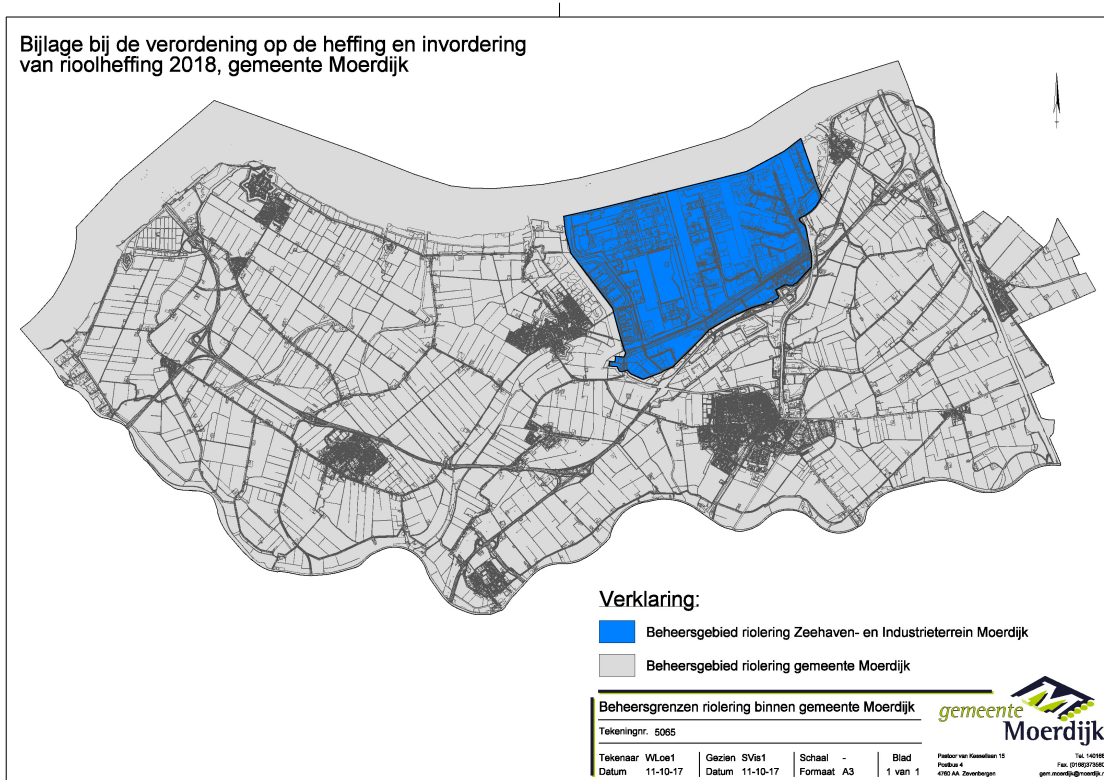 Bijlage bij de verordening op de heffing en invordering
van rioolheffing 2018, gemeente Moerdijk
Verklaring:
Beheersgebied riolering Zeehaven- en Industrieterrein Moerdijk
Beheersgebied riolering gemeente Moerdijk
Beheersgrenzen riolering binnen gemeente Moerdijk
Tekeningnr. 5065
Tekenaar WLoe1 Gezien SVis1 Schaal - Blad
Datum 11-10-17 Datum 11-10-17 Formaat A3 1 van 1
gemeente
Moerdijk
Pastoor van Kessellaan 15 Tel. 140168
Postbus 4 Fax.
4760 AA Zevenbergen